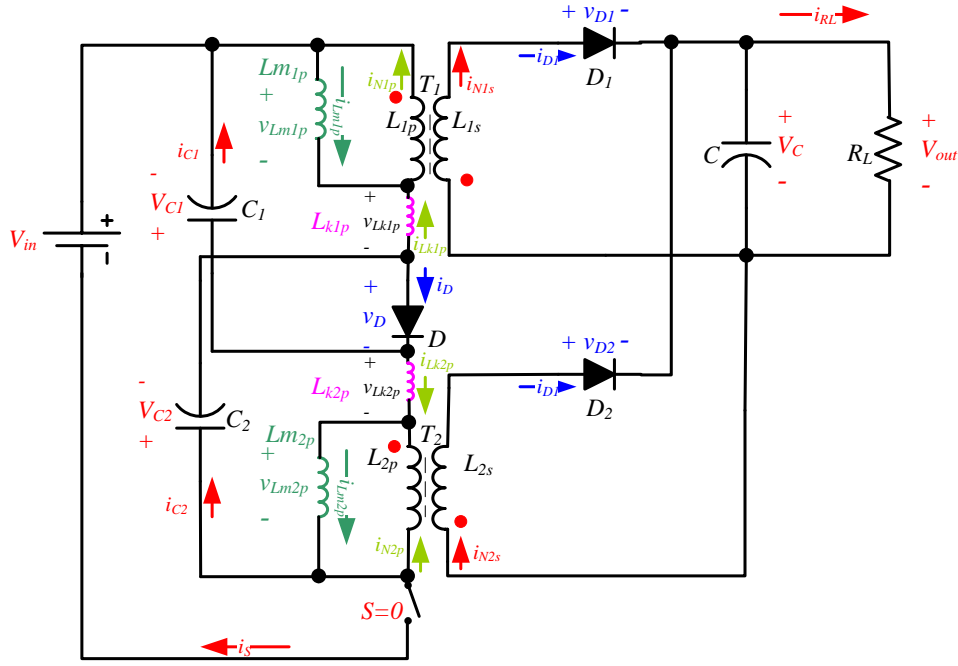 + vD1 -
iD1
D1
iRL
Lm1p
+
vLm1p
-
iLm1p
iN1p
T1
L1p
L1s
iN1s
iC1
-
VC1
+
C1
C
+
VC
-
RL
+
Vout
-
Vin
+
-
Lk1p
+
vLk1p
-
iLk1p
+
vD
-
iD
D
+ vD2 -
iD1
D2
Lk2p
+
vLk2p
-
iLk2p
-
VC2
+
C2
iC2
Lm2p
+
vLm2p
-
iLm2p
T2
L2p
L2s
iN2p
iN2s
S=0
iS